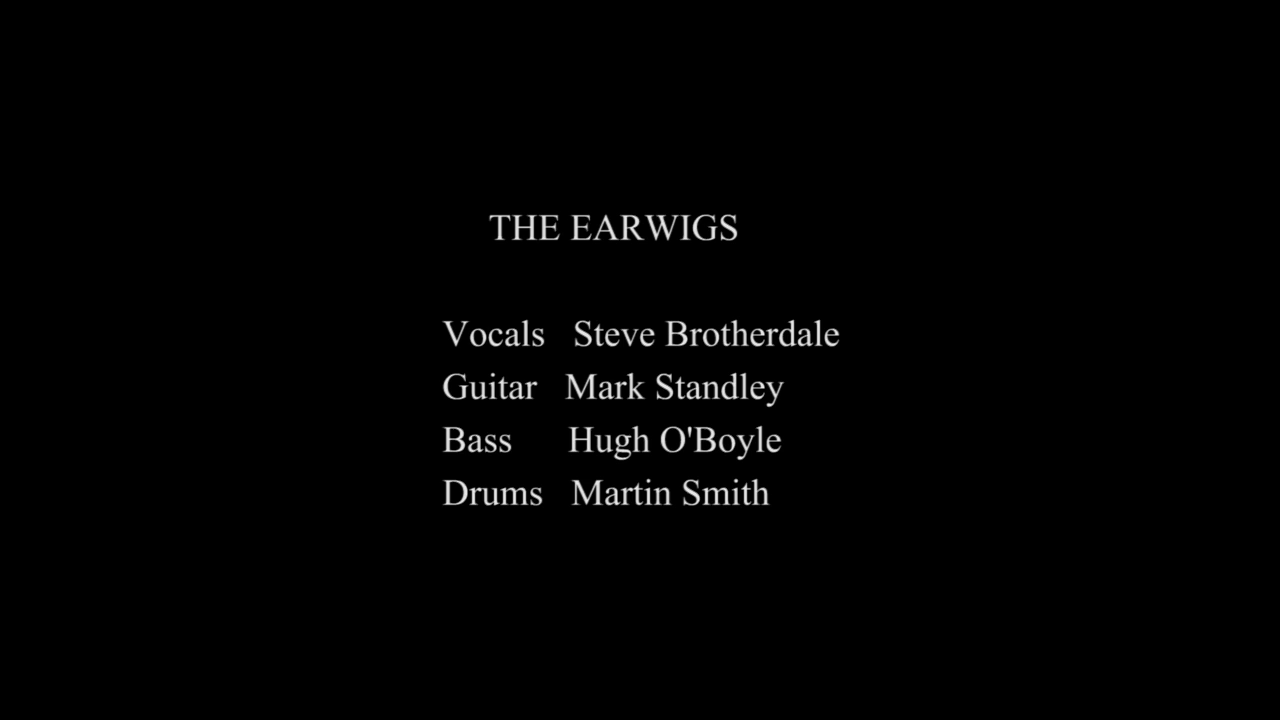 THE EARWIGS
Vocals Steve Brotherdale
Guitar Mark Standley
Bass Hugh O'Boyle
Drums Martin Smith